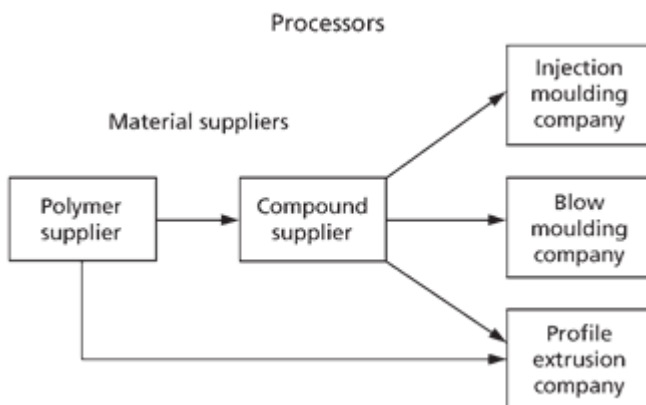 Processors
Material suppliers
Injection
moulding
company
Polymer
supplier
Compound
supplier
Blow
moulding
company
Profile
extrusion
company